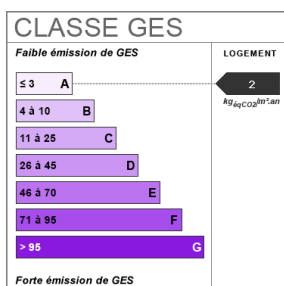 CLASSE GES
Faible émission de GES
LOGEMENT
≤ 3 A
2
kgéqCO2/m².an
4 à 10 B
11 à 25 C
26 à 45 D
46 à 70 E
71 à 95 F
> 95 G
Forte émission de GES